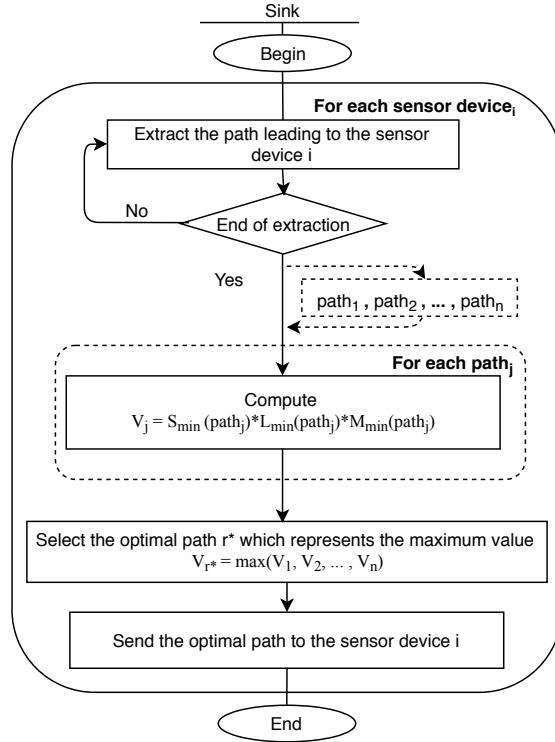 Sink
Begin
For each sensor device_i
Extract the path leading to the sensor
device i
No
End of extraction
Yes
path_1 , path_2 , ... , path_n
For each path_j
Compute
V_j = S_min (path_j)*L_min(path_j)*M_min(path_j)
Select the optimal path r* which represents the maximum value
V_r* = max(V_1, V_2, ... , V_n)
Send the optimal path to the sensor device i
End